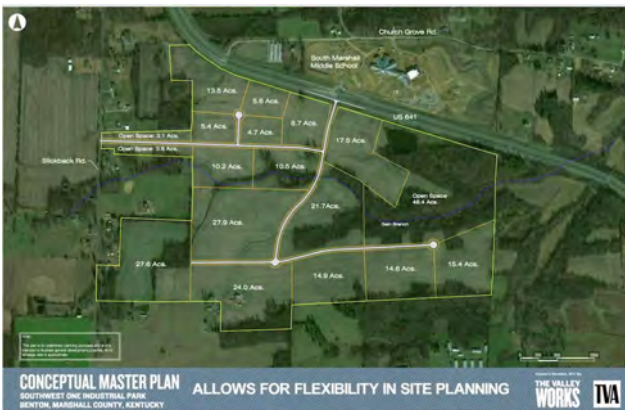 Church Grove Rd.
South Marshall
Middle School
US 641
13.5 Acs.
5.6 Acs.
5.4 Acs.
4.7 Acs.
8.7 Acs.
17.6 Acs.
Open Space: 3.1 Acs.
Open Space: 3.8 Acs.
Slickback Rd.
10.2 Acs.
10.5 Acs.
Open Space:
48.4 Acs.
21.7Acs.
27.9 Acs.
27.6 Acs.
24.0 Acs.
14.9 Acs.
14.6 Acs.
15.4 Acs.
CONCEPTUAL MASTER PLAN
SOUTHWEST ONE INDUSTRIAL PARK
BENTON, MARSHALL COUNTY, KENTUCKY
ALLOWS FOR FLEXIBILITY IN SITE PLANNING
THE VALLEY
WORKS
TVA